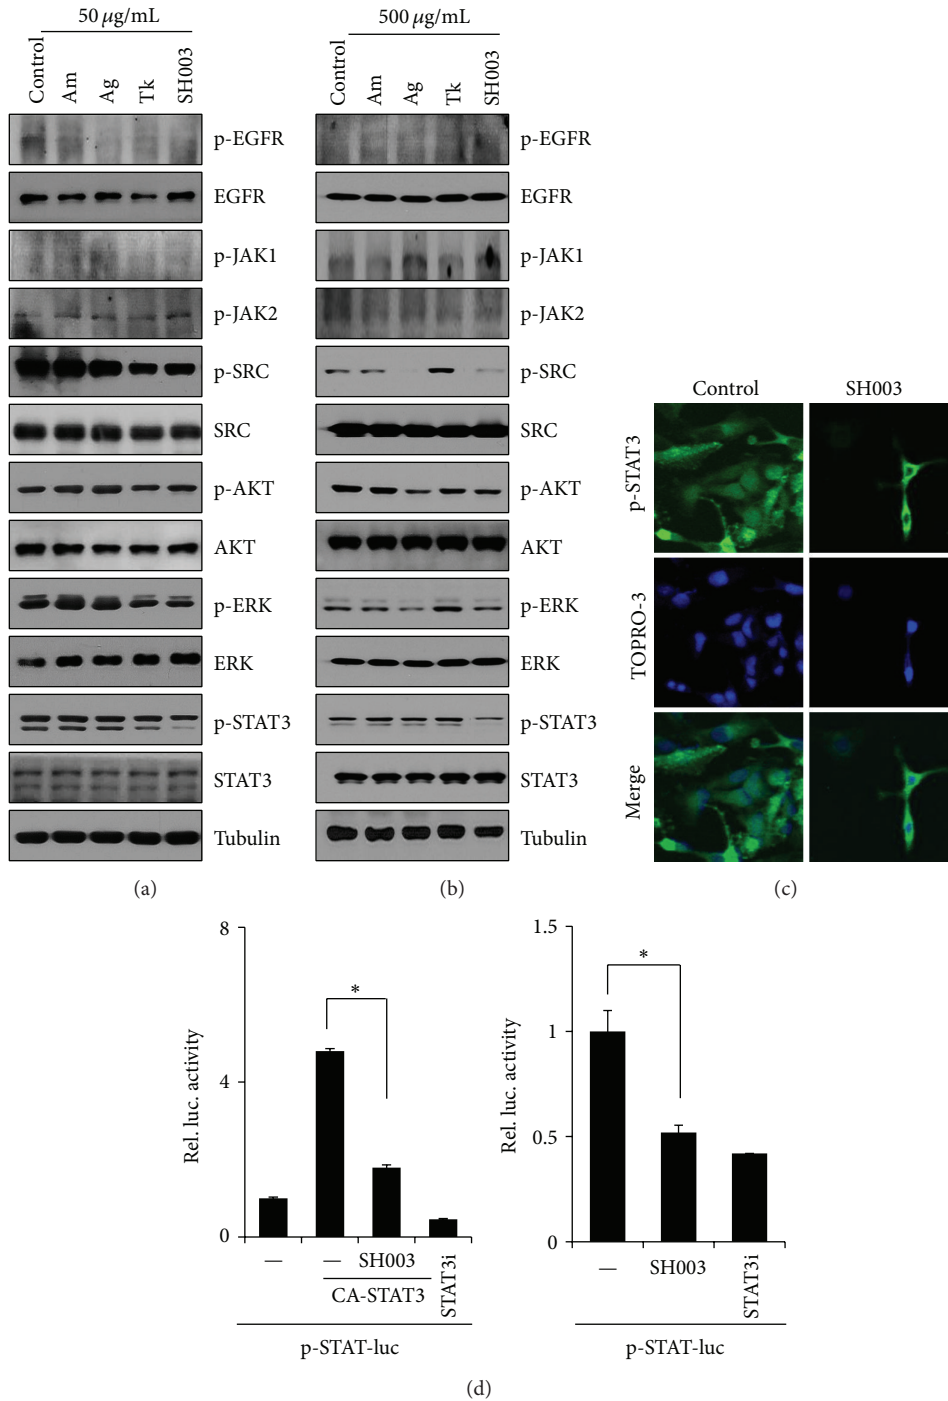 50 μg/mL
Control
Am
Ag
Tk
SH003
p-EGFR
EGFR
p-JAK1
p-JAK2
p-SRC
SRC
p-AKT
AKT
p-ERK
ERK
p-STAT3
STAT3
Tubulin
(a)
500 μg/mL
Control
Am
Ag
Tk
SH003
p-EGFR
EGFR
p-JAK1
p-JAK2
p-SRC
SRC
p-AKT
AKT
p-ERK
ERK
p-STAT3
STAT3
Tubulin
(b)
Control
SH003
p-STAT3
TOPRO-3
Merge
(c)
Rel. luc. activity
8
4
0
*
—
—
SH003
STAT3i
CA-STAT3
p-STAT-luc
Rel. luc. activity
1.5
1
0.5
0
*
—
SH003
STAT3i
p-STAT-luc
(d)